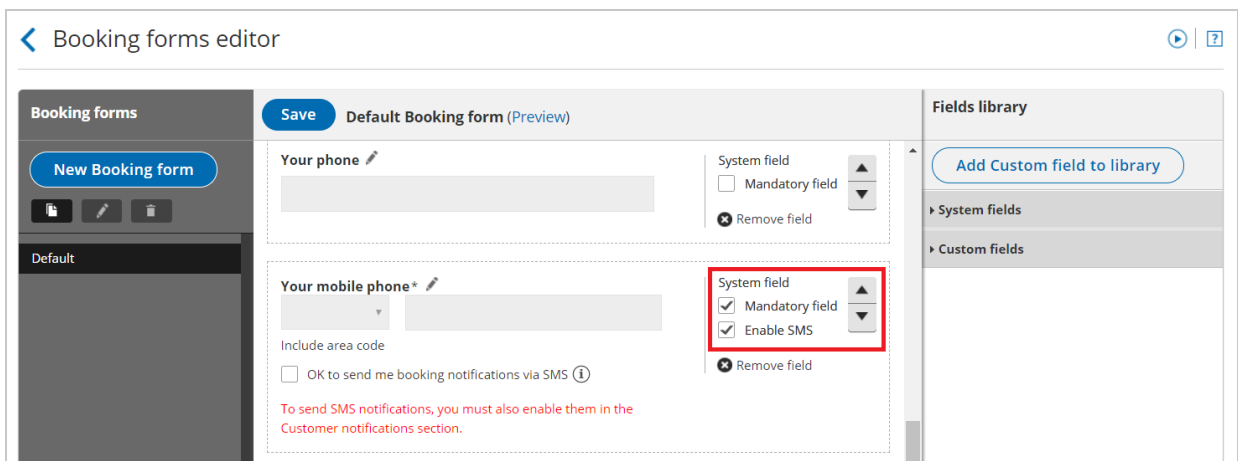 Booking forms editor
Booking forms
New Booking form
Default
Save Default Booking form (Preview)
Your phone
System field
Mandatory field
Remove field
Your mobile phone*
Include area code
OK to send me booking notifications via SMS
To send SMS notifications, you must also enable them in the
Customer notifications section.
System field
Mandatory field
Enable SMS
Remove field
Fields library
Add Custom field to library
System fields
Custom fields